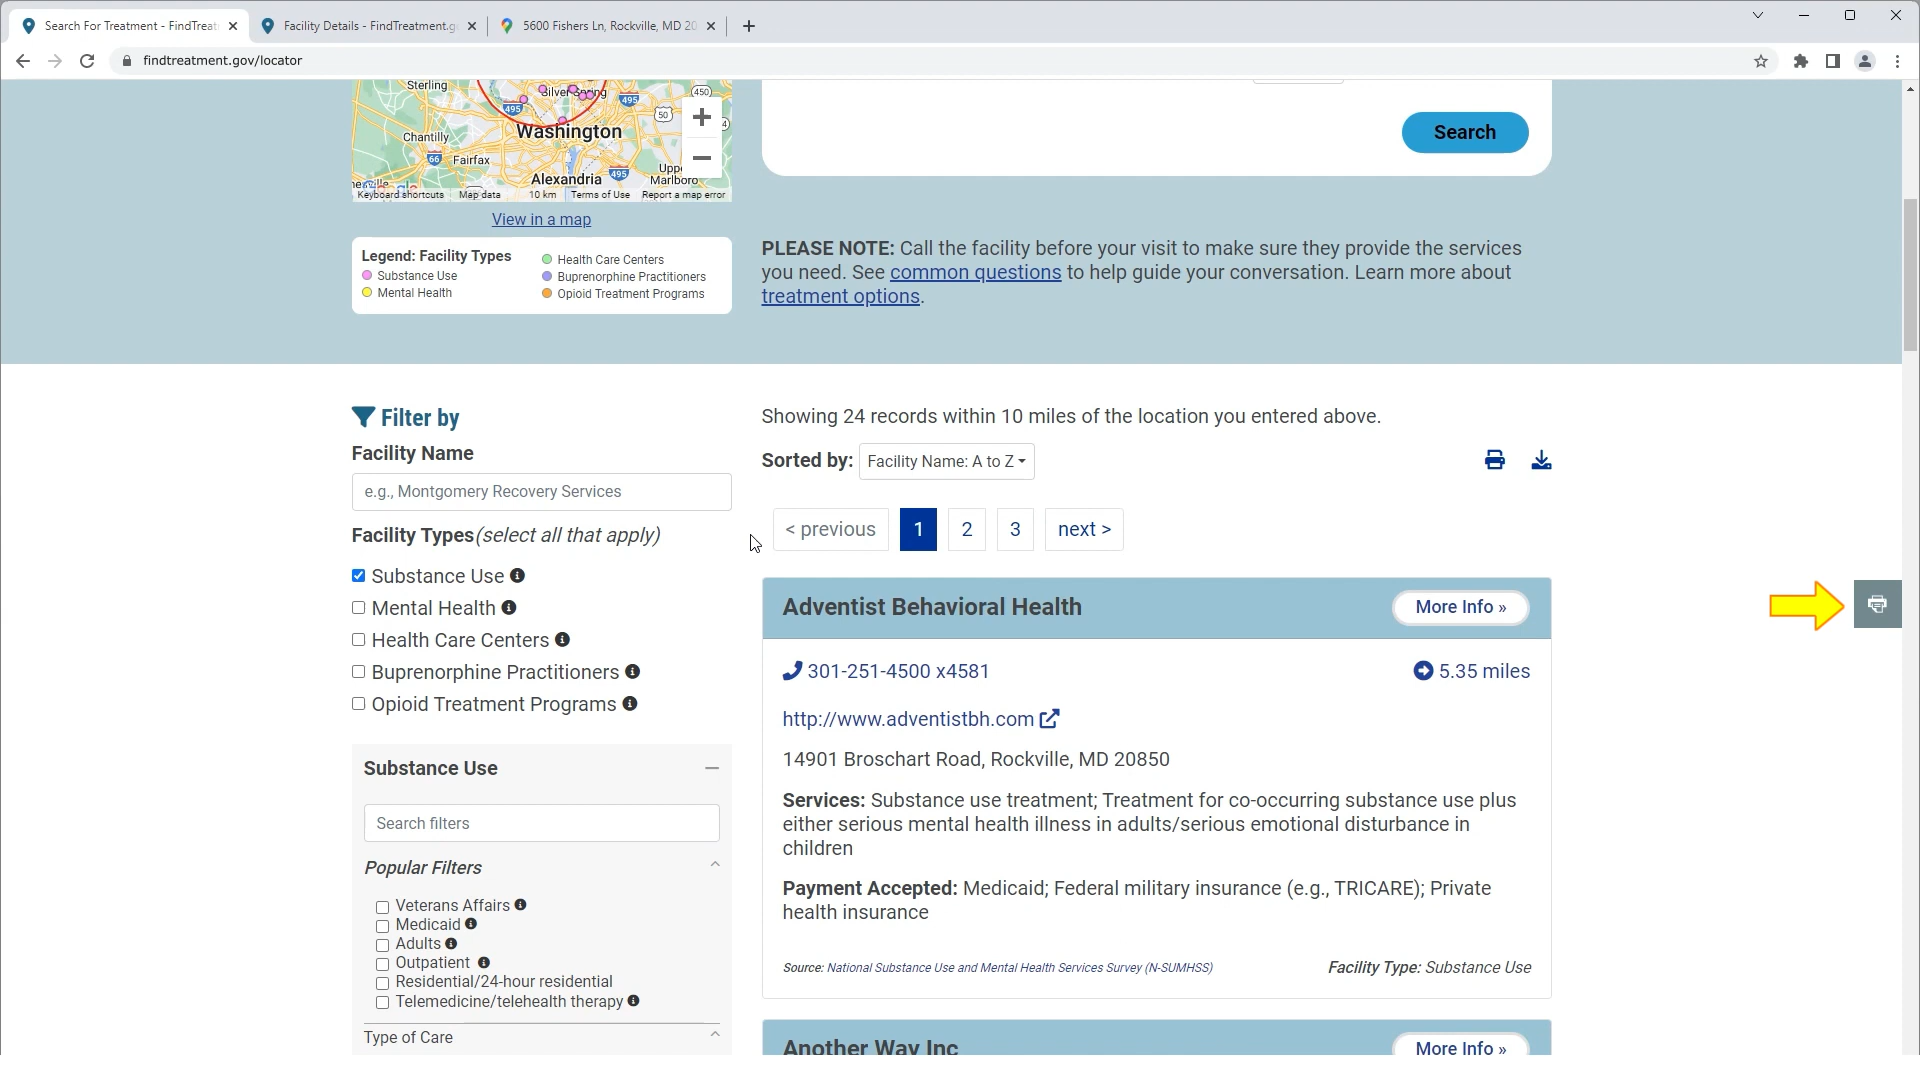 Search For Treatment - FindTreat
Facility Details - FindTreatment.g
5600 Fishers Ln, Rockville, MD 20
findtreatment.gov/locator
Sterling
Silver Spring
495
495
450
50
4
Chantilly
Washington
66
Fairfax
495
Alexandria
Uppe
Marlboro
Keyboard shortcuts
Map data
10 km
Terms of Use
Report a map error
Search
View in a map
Legend: Facility Types
Substance Use
Mental Health
Health Care Centers
Buprenorphine Practitioners
Opioid Treatment Programs
PLEASE NOTE: Call the facility before your visit to make sure they provide the services
you need. See common questions to help guide your conversation. Learn more about
treatment options.
Filter by
Facility Name
e.g., Montgomery Recovery Services
Facility Types(select all that apply)
Substance Use
Mental Health
Health Care Centers
Buprenorphine Practitioners
Opioid Treatment Programs
Substance Use
Search filters
Popular Filters
Veterans Affairs
Medicaid
Adults
Outpatient
Residential/24-hour residential
Telemedicine/telehealth therapy
Type of Care
Showing 24 records within 10 miles of the location you entered above.
Sorted by: Facility Name: A to Z
< previous 1 2 3 next >
Adventist Behavioral Health
More Info »
301-251-4500 x4581
5.35 miles
http://www.adventistbh.com
14901 Broschart Road, Rockville, MD 20850
Services: Substance use treatment; Treatment for co-occurring substance use plus
either serious mental health illness in adults/serious emotional disturbance in
children
Payment Accepted: Medicaid; Federal military insurance (e.g., TRICARE); Private
health insurance
Source: National Substance Use and Mental Health Services Survey (N-SUMHSS)
Facility Type: Substance Use
Another Way Inc
More Info »